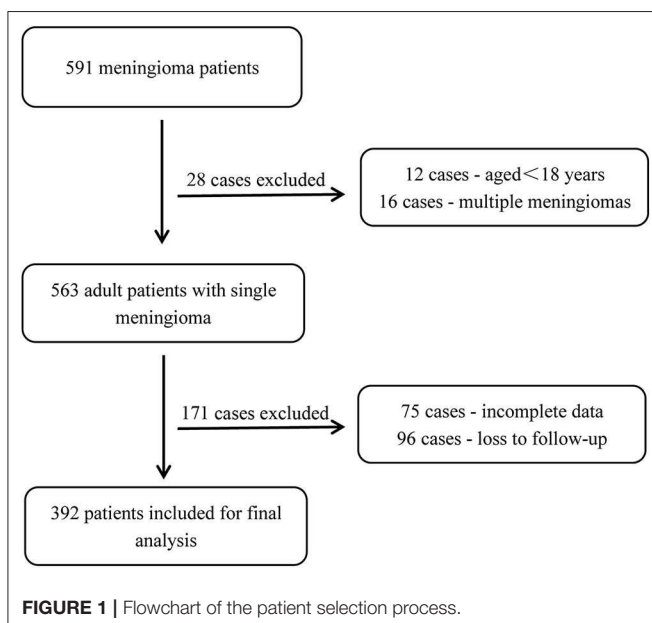 591 meningioma patients
28 cases excluded
12 cases - aged＜18 years
16 cases - multiple meningiomas
563 adult patients with single
meningioma
171 cases excluded
75 cases - incomplete data
96 cases - loss to follow-up
392 patients included for final
analysis
FIGURE 1 | Flowchart of the patient selection process.